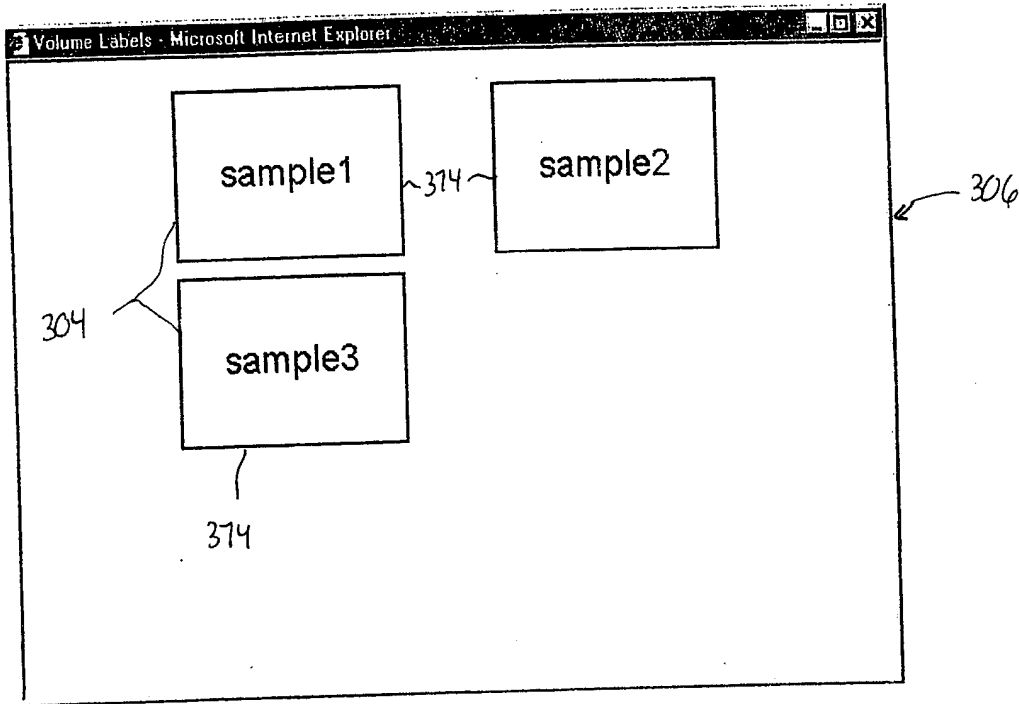 Volume Labels - Microsoft Internet Explorer
sample1
374
sample2
306
304
sample3
374